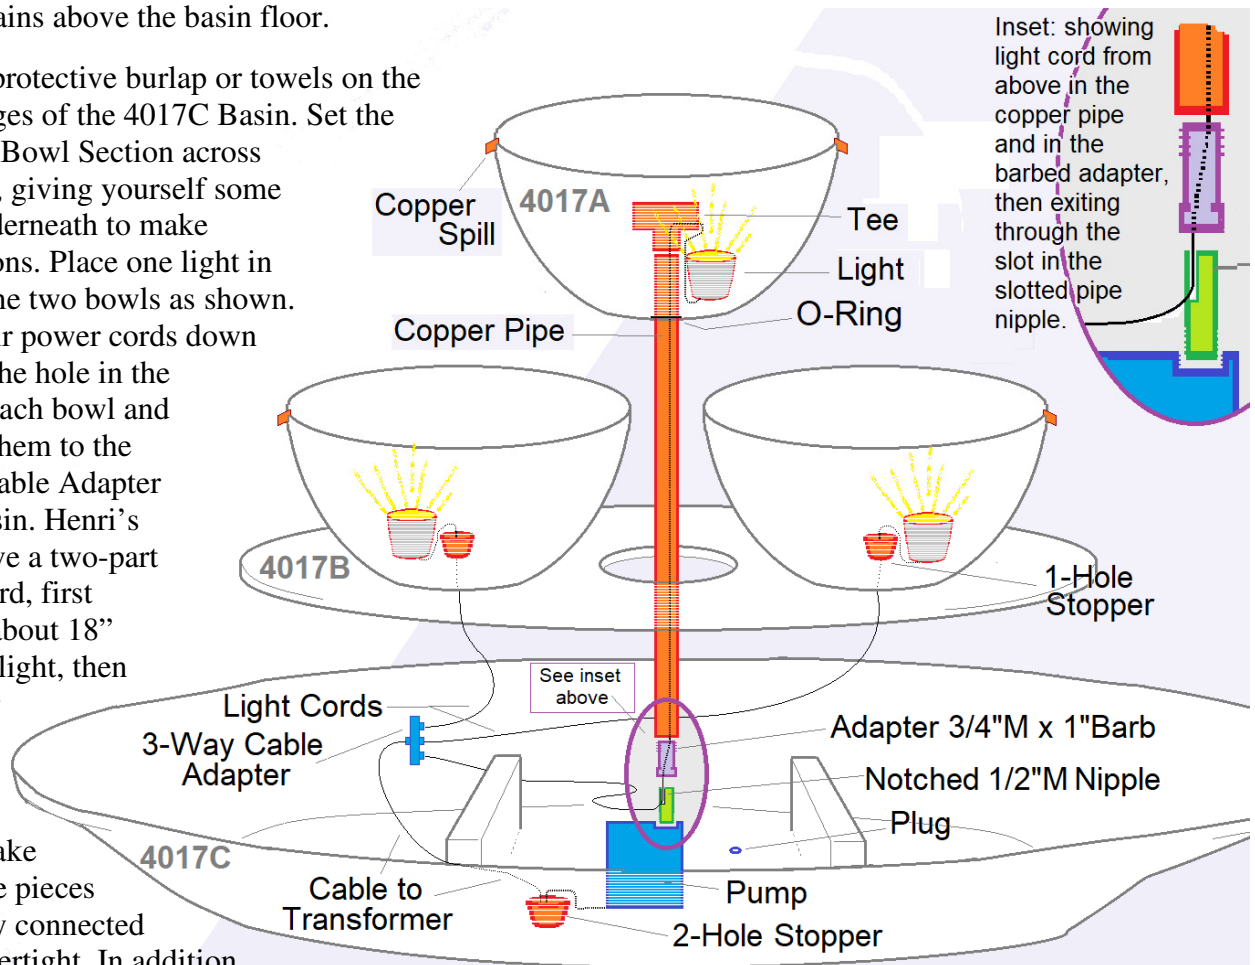 ains above the basin floor.
protective burlap or towels on the
ges of the 4017C Basin. Set the
Bowl Section across
, giving yourself some
derneath to make
ons. Place one light in
ne two bowls as shown.
ir power cords down
he hole in the
ach bowl and
hem to the
able Adapter
sin. Henri's
ve a two-part
rd, first
about 18”
light, then
ake
e pieces
y connected
ertight. In addition
Inset: showing
light cord from
above in the
copper pipe
and in the
barbed adapter,
then exiting
through the
slot in the
slotted pipe
nipple.
Copper
Spill
4017A
Tee
Light
O-Ring
Copper Pipe
4017B
1-Hole
Stopper
See inset
above
Light Cords
3-Way Cable
Adapter
Adapter 3/4"M x 1"Barb
Notched 1/2"M Nipple
Plug
4017C
Cable to
Transformer
Pump
2-Hole Stopper